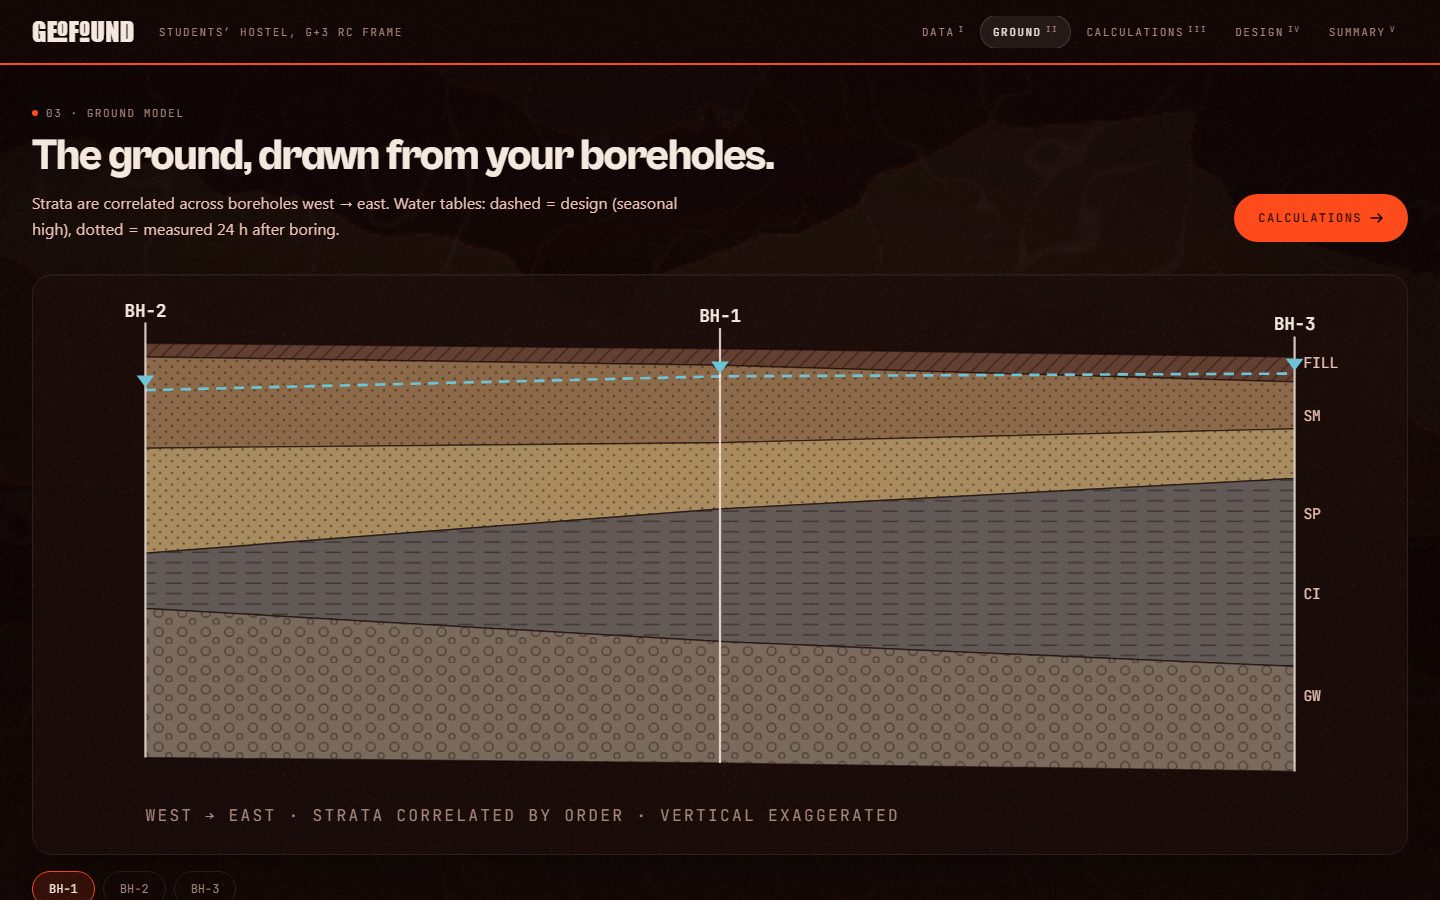 GEOFOUND
STUDENTS' HOSTEL, G+3 RC FRAME
DATA I
GROUND II
CALCULATIONS III
DESIGN IV
SUMMARY V
03 · GROUND MODEL
The ground, drawn from your boreholes.
Strata are correlated across boreholes west → east. Water tables: dashed = design (seasonal
high), dotted = measured 24 h after boring.
CALCULATIONS →
BH-2
BH-1
BH-3
FILL
SM
SP
CI
GW
WEST → EAST · STRATA CORRELATED BY ORDER · VERTICAL EXAGGERATED
BH-1
BH-2
BH-3